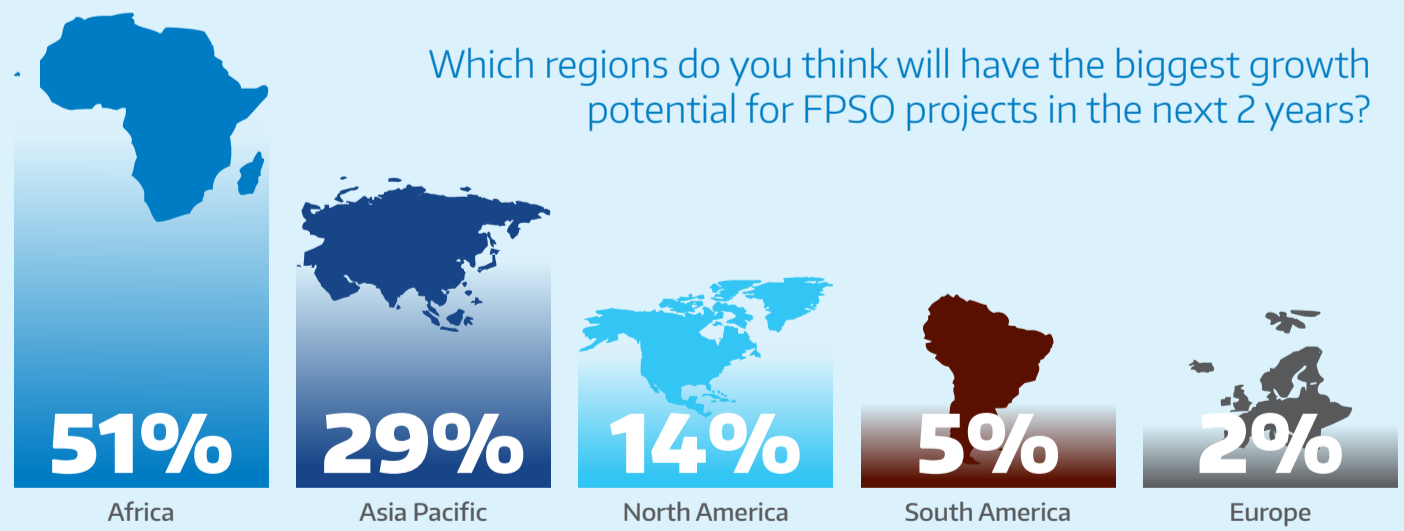 Which regions do you think will have the biggest growth
potential for FPSO projects in the next 2 years?
51%
29%
14%
5%
2%
Africa
Asia Pacific
North America
South America
Europe